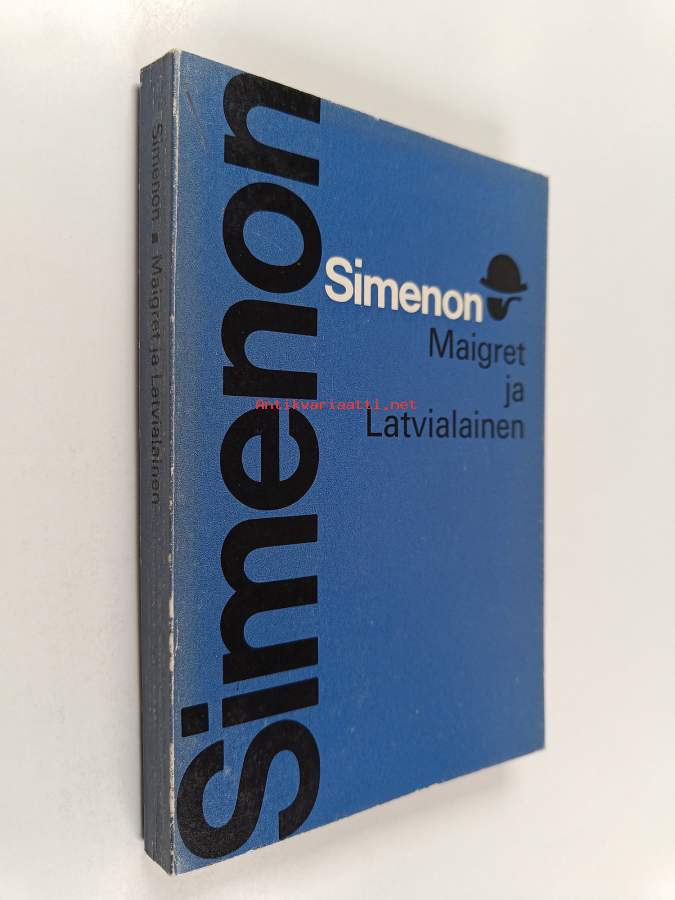 Simenon ■ Maigret ja Latvialainen
Simenon
Simenon
Maigret
ja
Latvialainen
Antikvariaatti.net